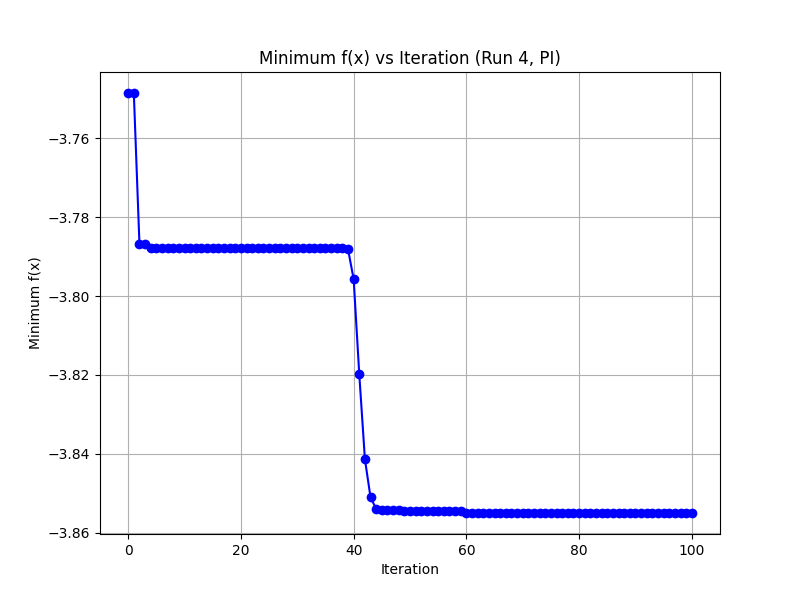 Minimum f(x) vs Iteration (Run 4, PI)
Minimum f(x)
−3.76
−3.78
−3.80
−3.82
−3.84
−3.86
0 20 40 60 80 100
Iteration